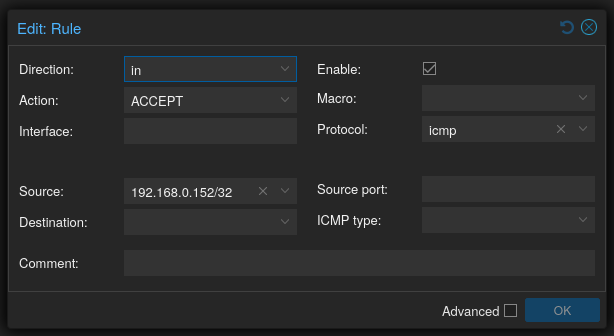 Edit: Rule
Direction: in Enable:
Action: ACCEPT Macro:
Interface: Protocol: icmp
Source: 192.168.0.152/32 Source port:
Destination: ICMP type:
Comment:
Advanced OK